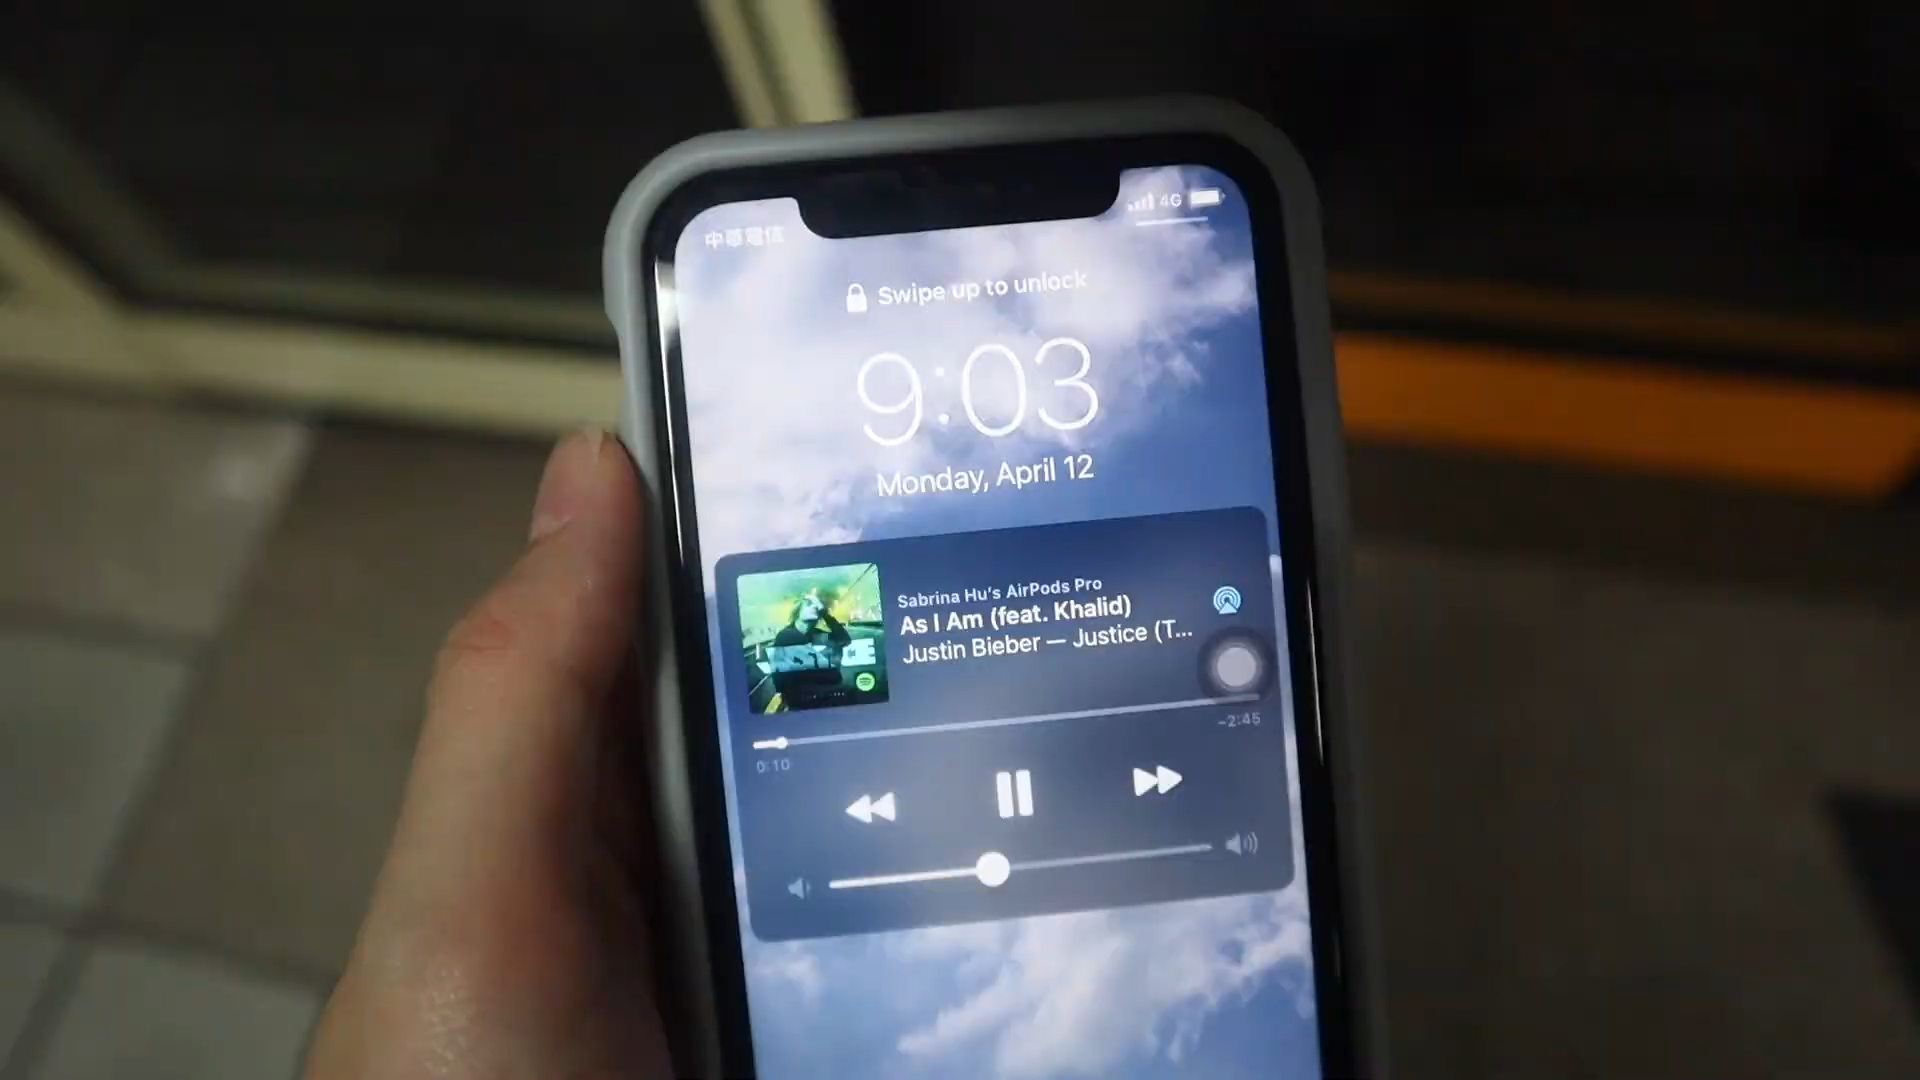 中華電信
4G
Swipe up to unlock
9:03
Monday, April 12
Sabrina Hu's AirPods Pro
As I Am (feat. Khalid)
Justin Bieber — Justice (T...
-2:45
0:10